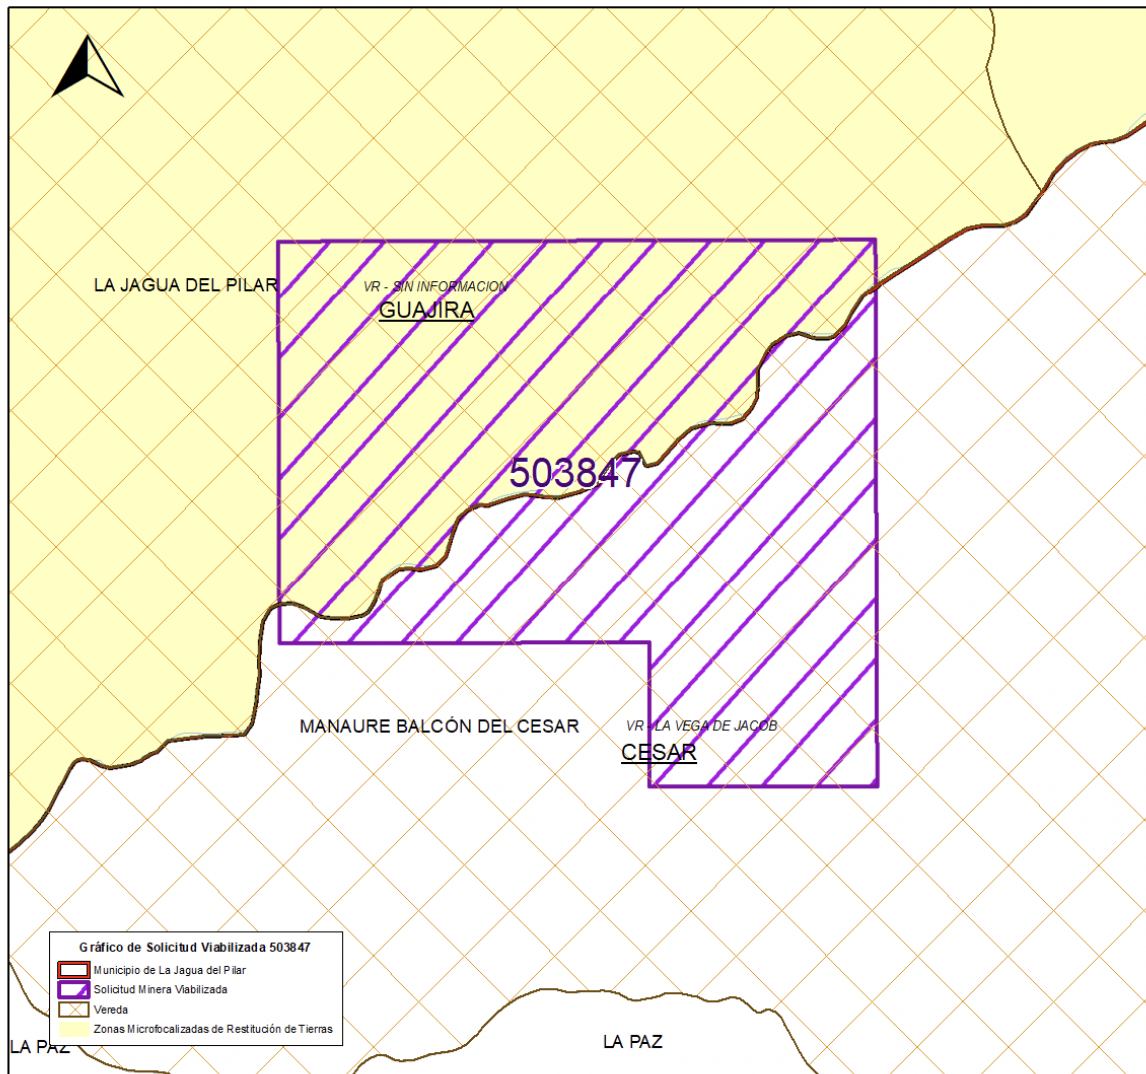 LA JAGUA DEL PILAR
VR - SIN INFORMACION
GUAJIRA
503847
MANAURE BALCÓN DEL CESAR
VR - LA VEGA DE JACOB
CESAR
Gráfico de Solicitud Viabilizada 503847
Municipio de La Jagua del Pilar
Solicitud Minera Viabilizada
Vereda
Zonas Microfocalizadas de Restitución de Tierras
LA PAZ
LA PAZ